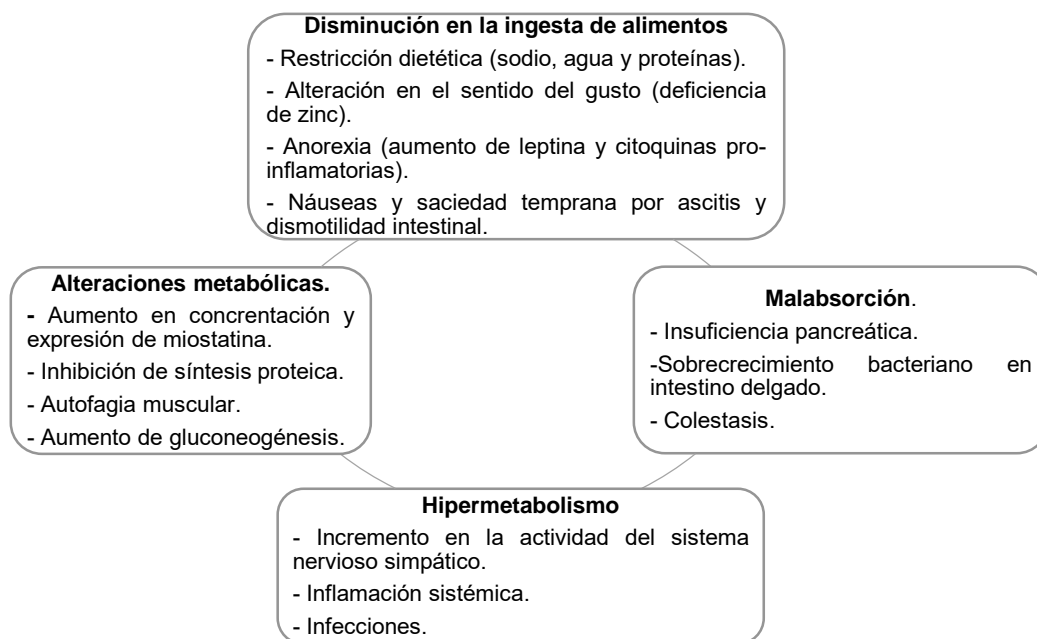 Disminución en la ingesta de alimentos
- Restricción dietética (sodio, agua y proteínas).
- Alteración en el sentido del gusto (deficiencia
de zinc).
- Anorexia (aumento de leptina y citoquinas pro-
inflamatorias).
- Náuseas y saciedad temprana por ascitis y
dismotilidad intestinal.
Alteraciones metabólicas.
- Aumento en concrentación y
expresión de miostatina.
- Inhibición de síntesis proteica.
- Autofagia muscular.
- Aumento de gluconeogénesis.
Malabsorción.
- Insuficiencia pancreática.
-Sobrecrecimiento bacteriano en
intestino delgado.
- Colestasis.
Hipermetabolismo
- Incremento en la actividad del sistema
nervioso simpático.
- Inflamación sistémica.
- Infecciones.